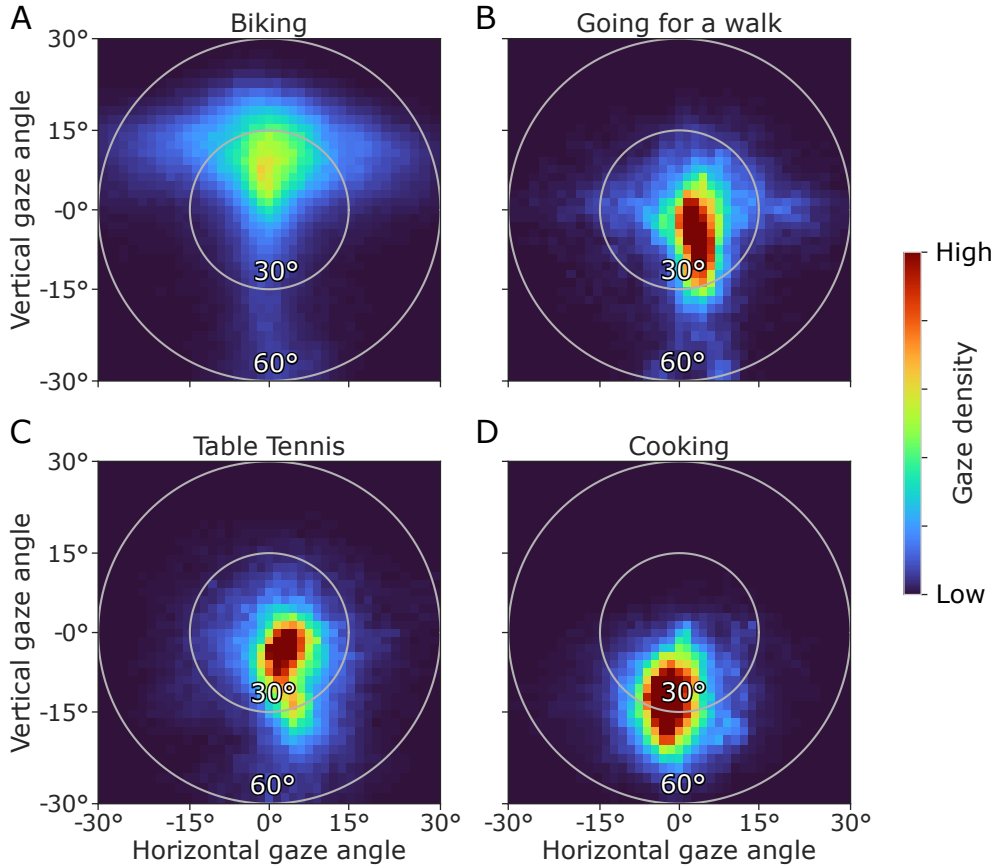 A
Biking
30°
15°
-0°
-15°
-30°
Vertical gaze angle
30°
60°
B
Going for a walk
30°
60°
C
Table Tennis
30°
15°
-0°
-15°
-30°
Vertical gaze angle
30°
60°
-30°
-15°
0°
15°
30°
Horizontal gaze angle
D
Cooking
30°
60°
-30°
-15°
0°
15°
30°
Horizontal gaze angle
High
Low
Gaze density